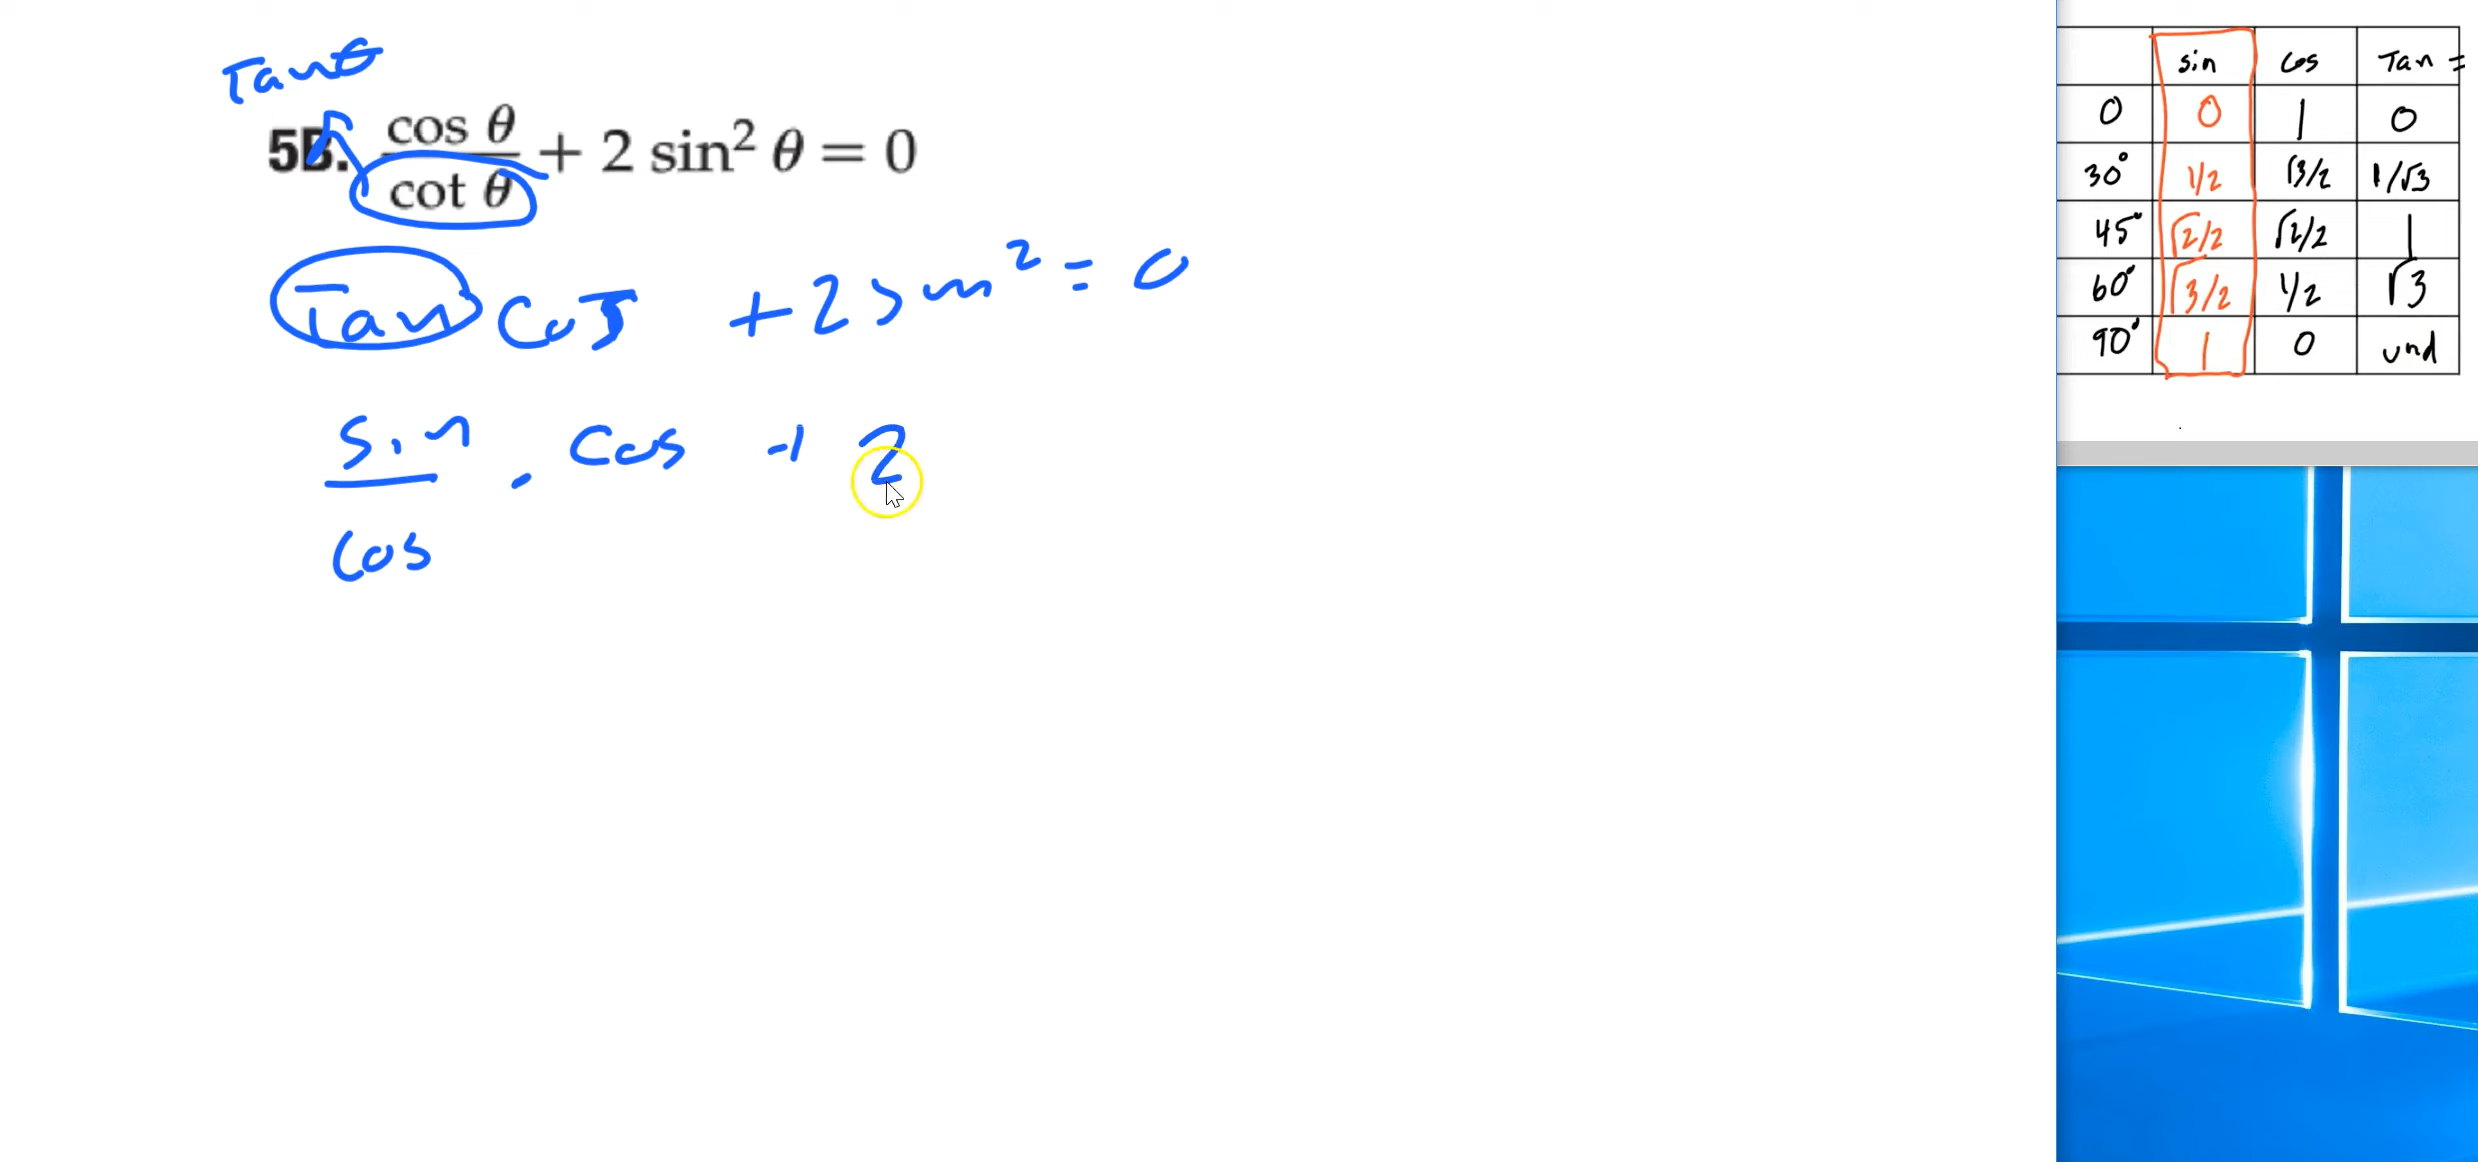 Tanθ
5B. cos θ / cot θ + 2 sin² θ = 0
Tan Cos + 2 sin² = 0
sin / cos · cos + 2
sin cos Tan =
0 0 1 0
30° 1/2 √3/2 1/√3
45° √2/2 √2/2 1
60° √3/2 1/2 √3
90° 1 0 und